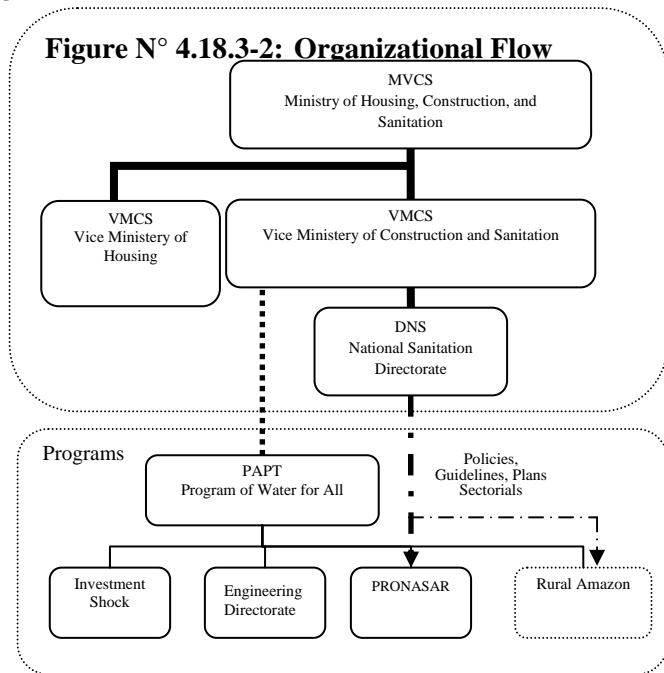 Figure N° 4.18.3-2: Organizational Flow
MVCS
Ministry of Housing, Construction, and
Sanitation
VMCS
Vice Ministery of
Housing
VMCS
Vice Ministery of Construction and Sanitation
DNS
National Sanitation
Directorate
Programs
PAPT
Program of Water for All
Policies,
Guidelines, Plans
Sectorials
Investment
Shock
Engineering
Directorate
PRONASAR
Rural Amazon